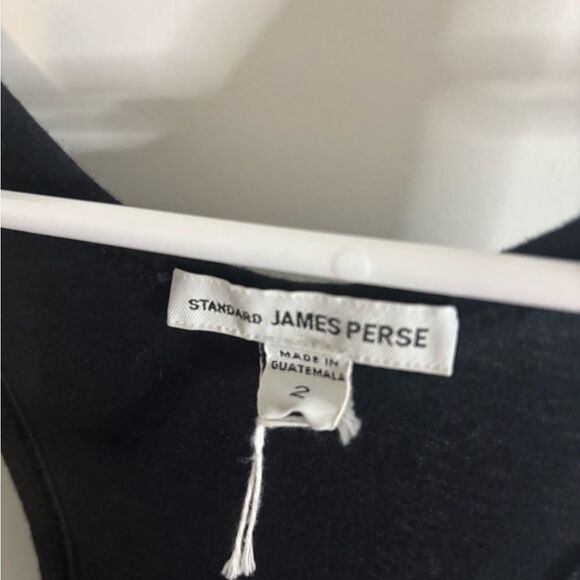 STANDARD JAMES PERSE
MADE IN
GUATEMALA
2